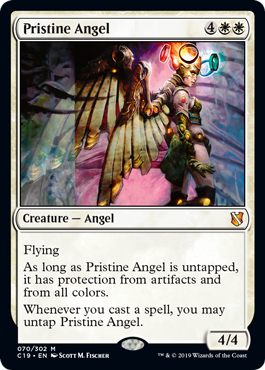 Pristine Angel 4
Creature — Angel
Flying
As long as Pristine Angel is untapped,
it has protection from artifacts and
from all colors.
Whenever you cast a spell, you may
untap Pristine Angel.
4/4
070/302 M
C19 • EN SCOTT M. FISCHER
™ & © 2019 Wizards of the Coast